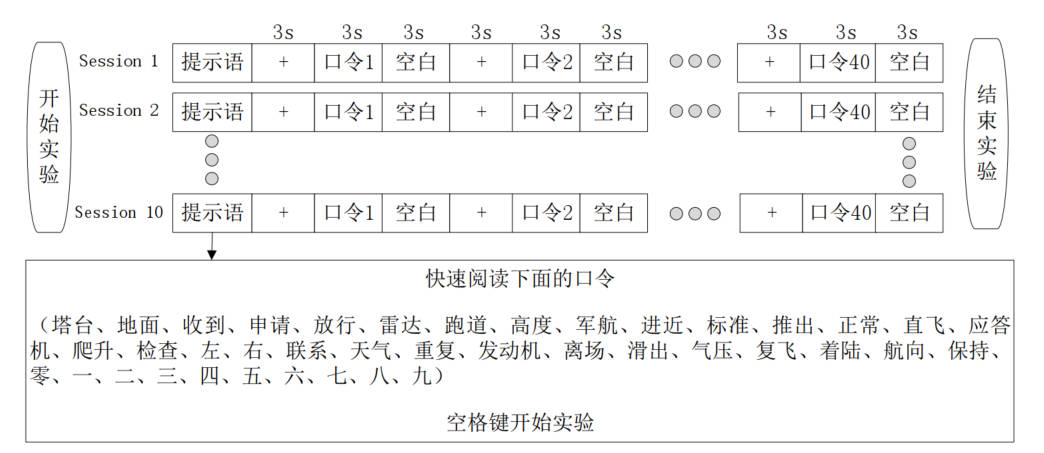 3s 3s 3s 3s 3s 3s 3s 3s 3s
开始实验
Session 1 提示语 + 口令1 空白 + 口令2 空白 + 口令40 空白
Session 2 提示语 + 口令1 空白 + 口令2 空白 + 口令40 空白
Session 10 提示语 + 口令1 空白 + 口令2 空白 + 口令40 空白
结束实验
快速阅读下面的口令
（塔台、地面、收到、申请、放行、雷达、跑道、高度、军航、进近、标准、推出、正常、直飞、应答
机、爬升、检查、左、右、联系、天气、重复、发动机、离场、滑出、气压、复飞、着陆、航向、保持、
零、一、二、三、四、五、六、七、八、九）
空格键开始实验